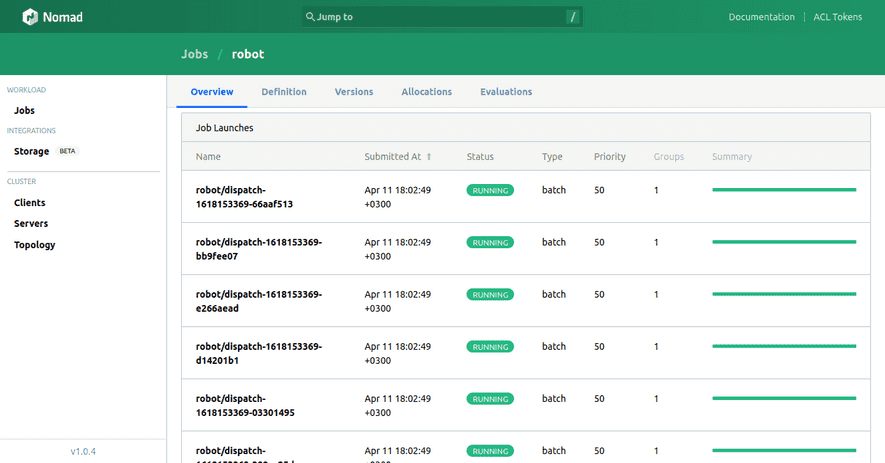 Nomad
Jump to /
Documentation | ACL Tokens
Jobs / robot
WORKLOAD
Jobs
INTEGRATIONS
Storage BETA
CLUSTER
Clients
Servers
Topology
v1.0.4
Overview Definition Versions Allocations Evaluations
Job Launches
Name Submitted At ↑ Status Type Priority Groups Summary
robot/dispatch- Apr 11 18:02:49 RUNNING batch 50 1
1618153369-66aaf513 +0300
robot/dispatch-1618153369- Apr 11 18:02:49 RUNNING batch 50 1
bb9fee07 +0300
robot/dispatch-1618153369- Apr 11 18:02:49 RUNNING batch 50 1
e266aead +0300
robot/dispatch-1618153369- Apr 11 18:02:49 RUNNING batch 50 1
d14201b1 +0300
robot/dispatch- Apr 11 18:02:49 RUNNING batch 50 1
1618153369-03301495 +0300
robot/dispatch- Apr 11 18:02:49 RUNNING batch 50 1